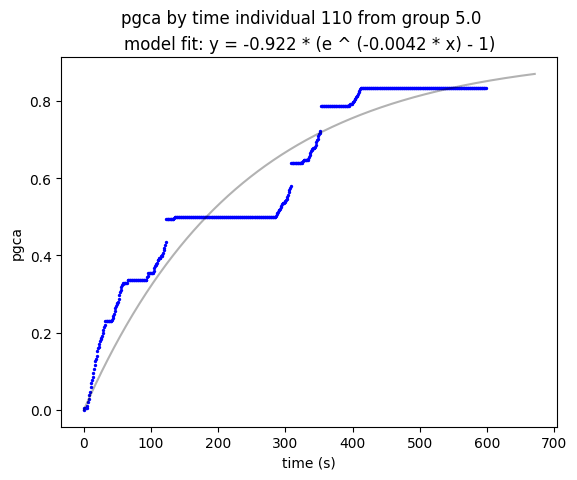 pgca by time individual 110 from group 5.0
model fit: y = -0.922 * (e ^ (-0.0042 * x) - 1)
0.8
0.6
0.4
0.2
0.0
pgca
0 100 200 300 400 500 600 700
time (s)